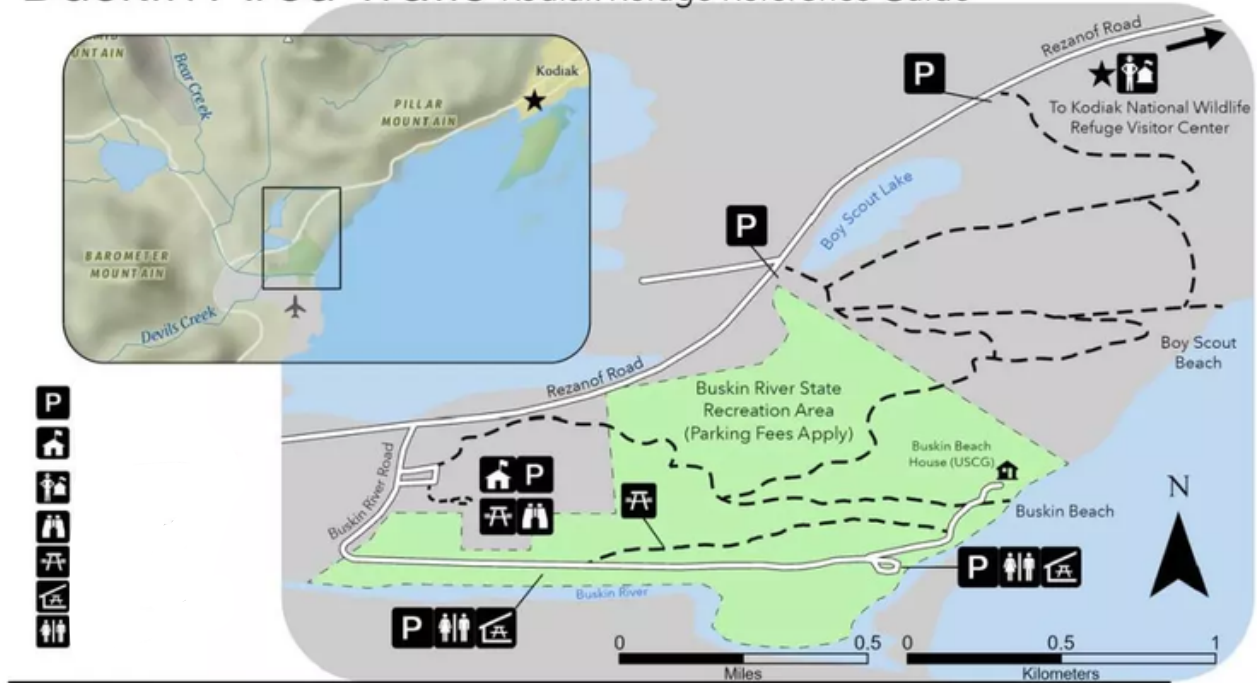 Kodiak
Bear Creek
UNTAIN
PILLAR
MOUNTAIN
BAROMETER
MOUNTAIN
Devils Creek
Rezanof Road
P
To Kodiak National Wildlife
Refuge Visitor Center
Boy Scout Lake
P
Boy Scout
Beach
Rezanof Road
Buskin River State
Recreation Area
(Parking Fees Apply)
Buskin Beach
House (USCG)
P
Buskin River Road
P
Buskin Beach
N
P
Buskin River
P
0 0.5
Miles
0 0.5 1
Kilometers